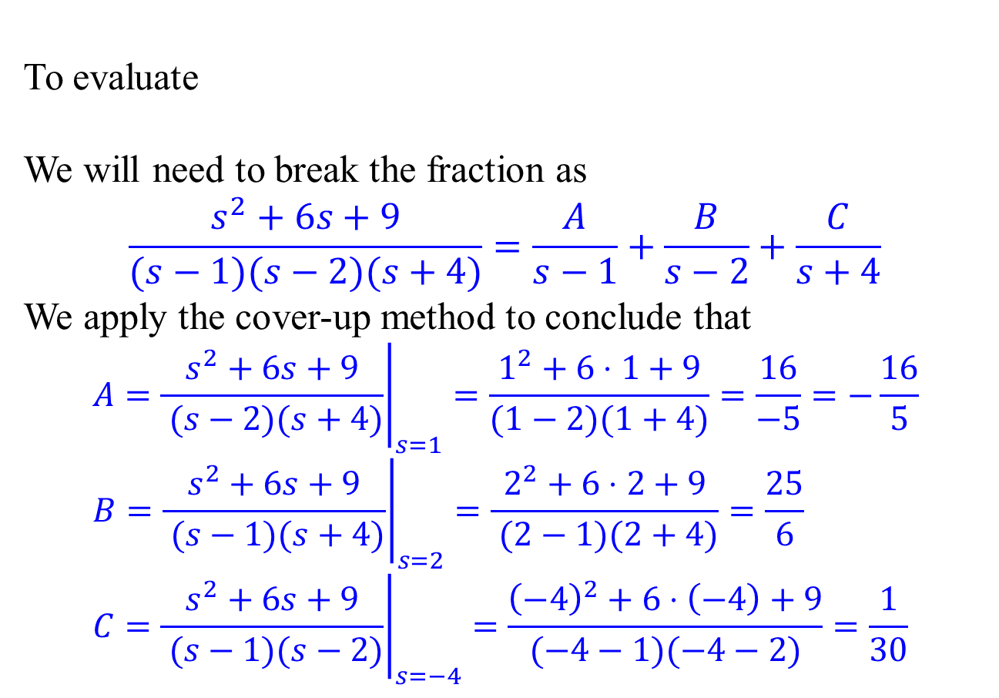 To evaluate
We will need to break the fraction as
\frac{s^2 + 6s + 9}{(s − 1)(s − 2)(s + 4)} = \frac{A}{s − 1} + \frac{B}{s − 2} + \frac{C}{s + 4}
We apply the cover-up method to conclude that
A = \left. \frac{s^2 + 6s + 9}{(s − 2)(s + 4)} \right|_{s=1} = \frac{1^2 + 6 · 1 + 9}{(1 − 2)(1 + 4)} = \frac{16}{−5} = −\frac{16}{5}
B = \left. \frac{s^2 + 6s + 9}{(s − 1)(s + 4)} \right|_{s=2} = \frac{2^2 + 6 · 2 + 9}{(2 − 1)(2 + 4)} = \frac{25}{6}
C = \left. \frac{s^2 + 6s + 9}{(s − 1)(s − 2)} \right|_{s=−4} = \frac{(−4)^2 + 6 · (−4) + 9}{(−4 − 1)(−4 − 2)} = \frac{1}{30}